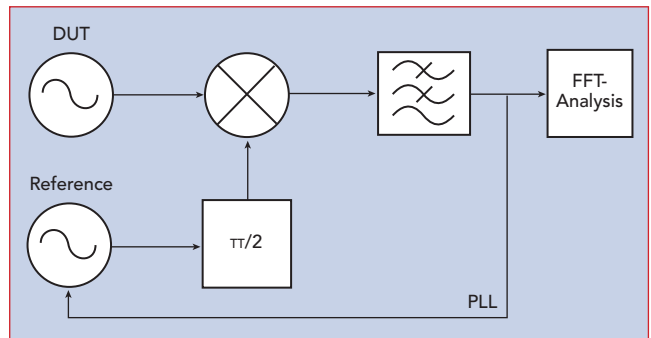 DUT
FFT-
Analysis
Reference
π/2
PLL